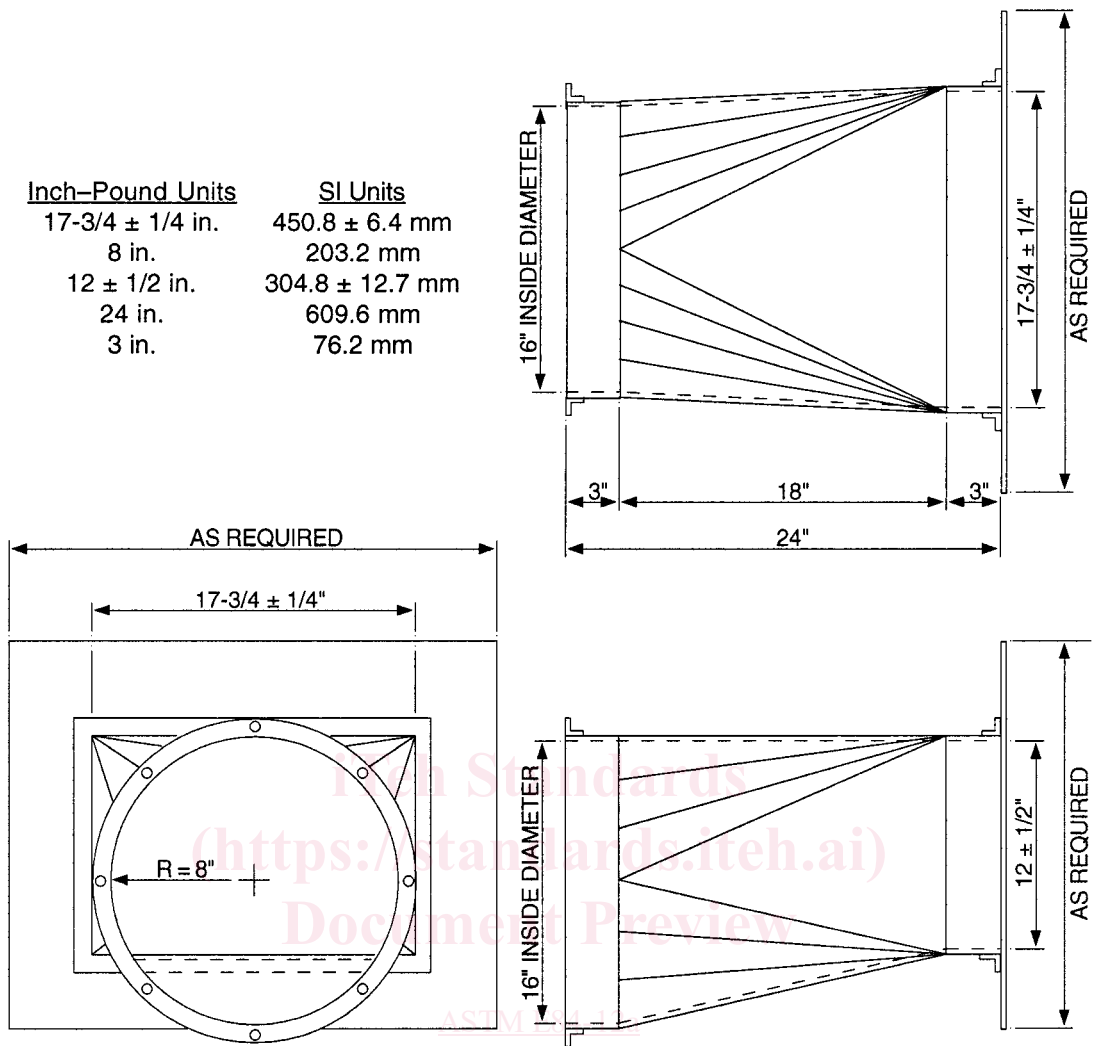 Inch–Pound Units SI Units
17-3/4 ± 1/4 in. 450.8 ± 6.4 mm
8 in. 203.2 mm
12 ± 1/2 in. 304.8 ± 12.7 mm
24 in. 609.6 mm
3 in. 76.2 mm
16" INSIDE DIAMETER
17-3/4 ± 1/4"
AS REQUIRED
3"
18"
3"
24"
AS REQUIRED
17-3/4 ± 1/4"
R = 8"
16" INSIDE DIAMETER
12 ± 1/2"
AS REQUIRED
iTeh Standards
(https://standards.iteh.ai)
Document Preview
ASTM